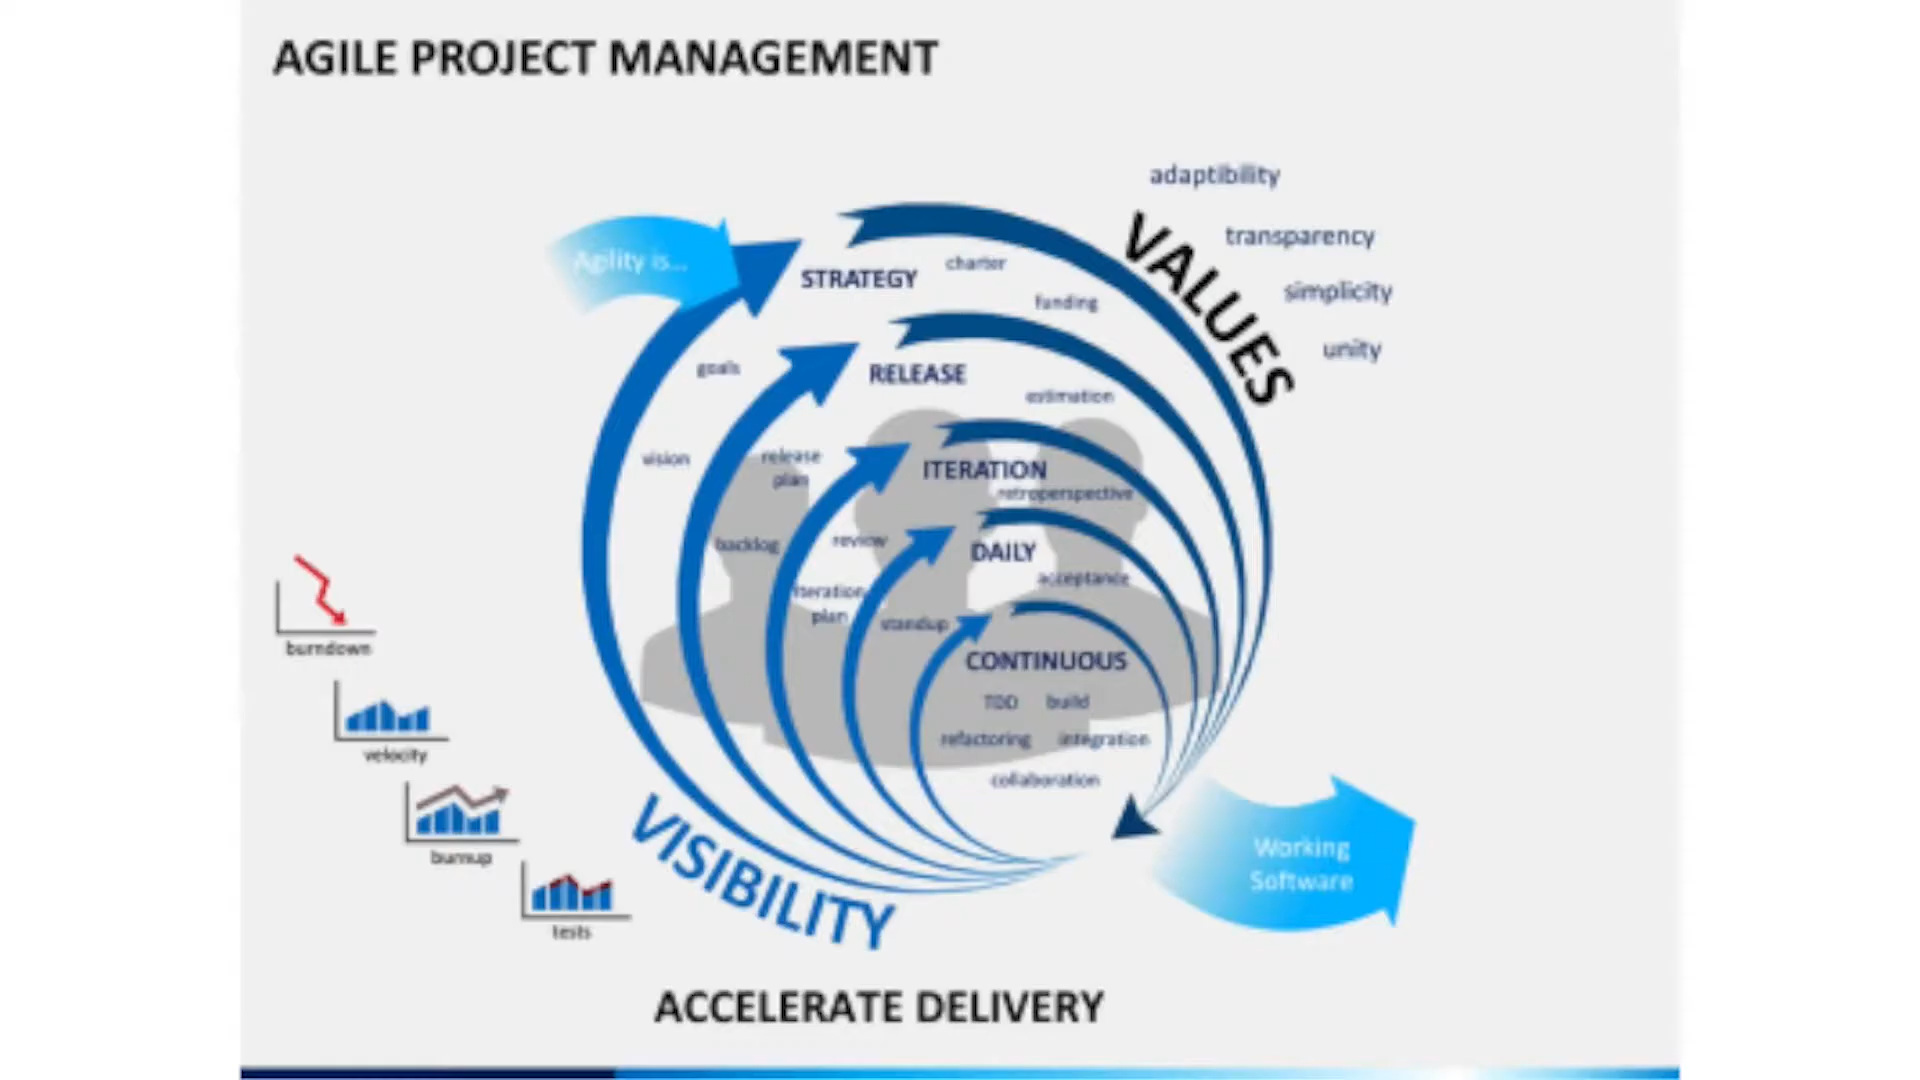 AGILE PROJECT MANAGEMENT
adaptibility
VALUES
transparency
simplicity
unity
Agility is...
STRATEGY
charter
funding
goals
RELEASE
estimation
vision
release
plan
ITERATION
retroperspective
backlog
review
DAILY
acceptance
iteration
plan
standup
CONTINUOUS
TDD
build
refactoring
integration
collaboration
burndown
velocity
burnup
tests
VISIBILITY
Working
Software
ACCELERATE DELIVERY